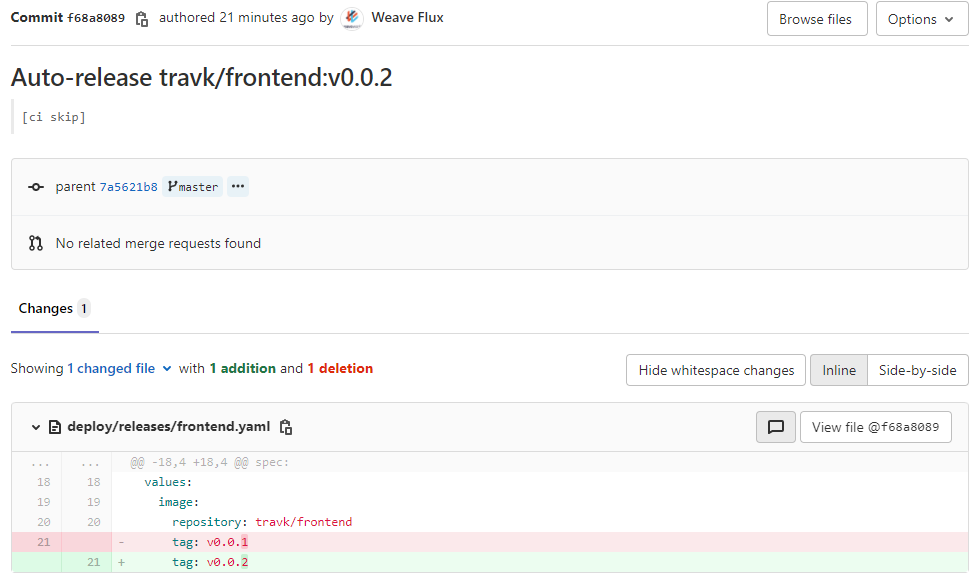 Commit f68a8089 authored 21 minutes ago by Weave Flux Browse files Options
Auto-release travk/frontend:v0.0.2
[ci skip]
parent 7a5621b8 master ...
No related merge requests found
Changes 1
Showing 1 changed file with 1 addition and 1 deletion Hide whitespace changes Inline Side-by-side
deploy/releases/frontend.yaml View file @f68a8089
... ... @@ -18,4 +18,4 @@ spec:
18 18 values:
19 19 image:
20 20 repository: travk/frontend
21 - tag: v0.0.1
21 + tag: v0.0.2